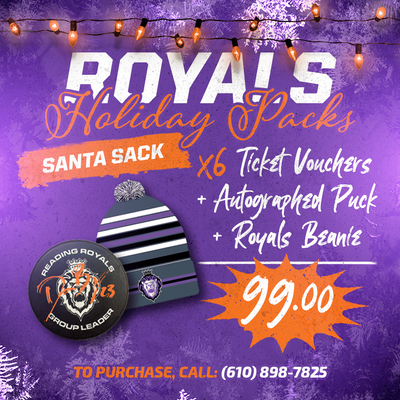 ROYALS
Holiday Packs
SANTA SACK
x6 Ticket Vouchers
+ Autographed Puck
+ Royals Beanie
READING ROYALS
GROUP LEADER
99.00
TO PURCHASE, CALL: (610) 898-7825